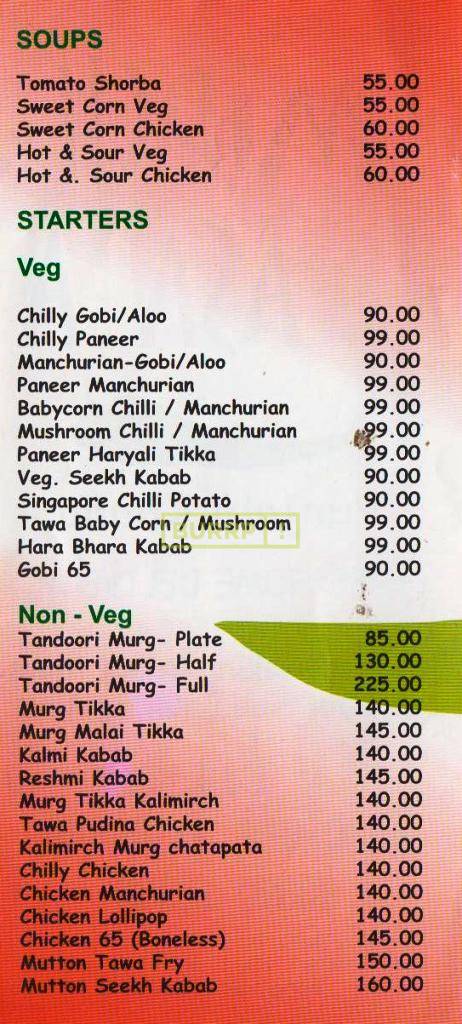 SOUPS
Tomato Shorba 55.00
Sweet Corn Veg 55.00
Sweet Corn Chicken 60.00
Hot & Sour Veg 55.00
Hot &. Sour Chicken 60.00
STARTERS
Veg
Chilly Gobi/Aloo 90.00
Chilly Paneer 99.00
Manchurian-Gobi/Aloo 90.00
Paneer Manchurian 99.00
Babycorn Chilli / Manchurian 99.00
Mushroom Chilli / Manchurian 99.00
Paneer Haryali Tikka 99.00
Veg. Seekh Kabab 90.00
Singapore Chilli Potato 90.00
Tawa Baby Corn / Mushroom 99.00
BURRP!
Hara Bhara Kabab 99.00
Gobi 65 90.00
Non - Veg
Tandoori Murg- Plate 85.00
Tandoori Murg- Half 130.00
Tandoori Murg- Full 225.00
Murg Tikka 140.00
Murg Malai Tikka 145.00
Kalmi Kabab 140.00
Reshmi Kabab 145.00
Murg Tikka Kalimirch 140.00
Tawa Pudina Chicken 140.00
Kalimirch Murg chatapata 140.00
Chilly Chicken 140.00
Chicken Manchurian 140.00
Chicken Lollipop 140.00
Chicken 65 (Boneless) 145.00
Mutton Tawa Fry 150.00
Mutton Seekh Kabab 160.00